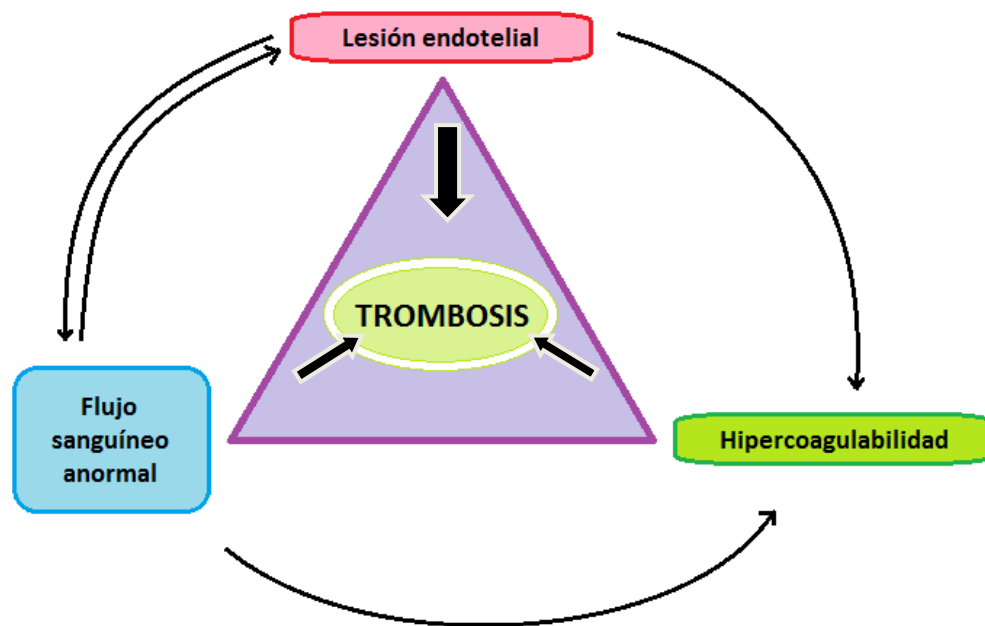 Lesión endotelial
TROMBOSIS
Flujo
sanguíneo
anormal
Hipercoagulabilidad